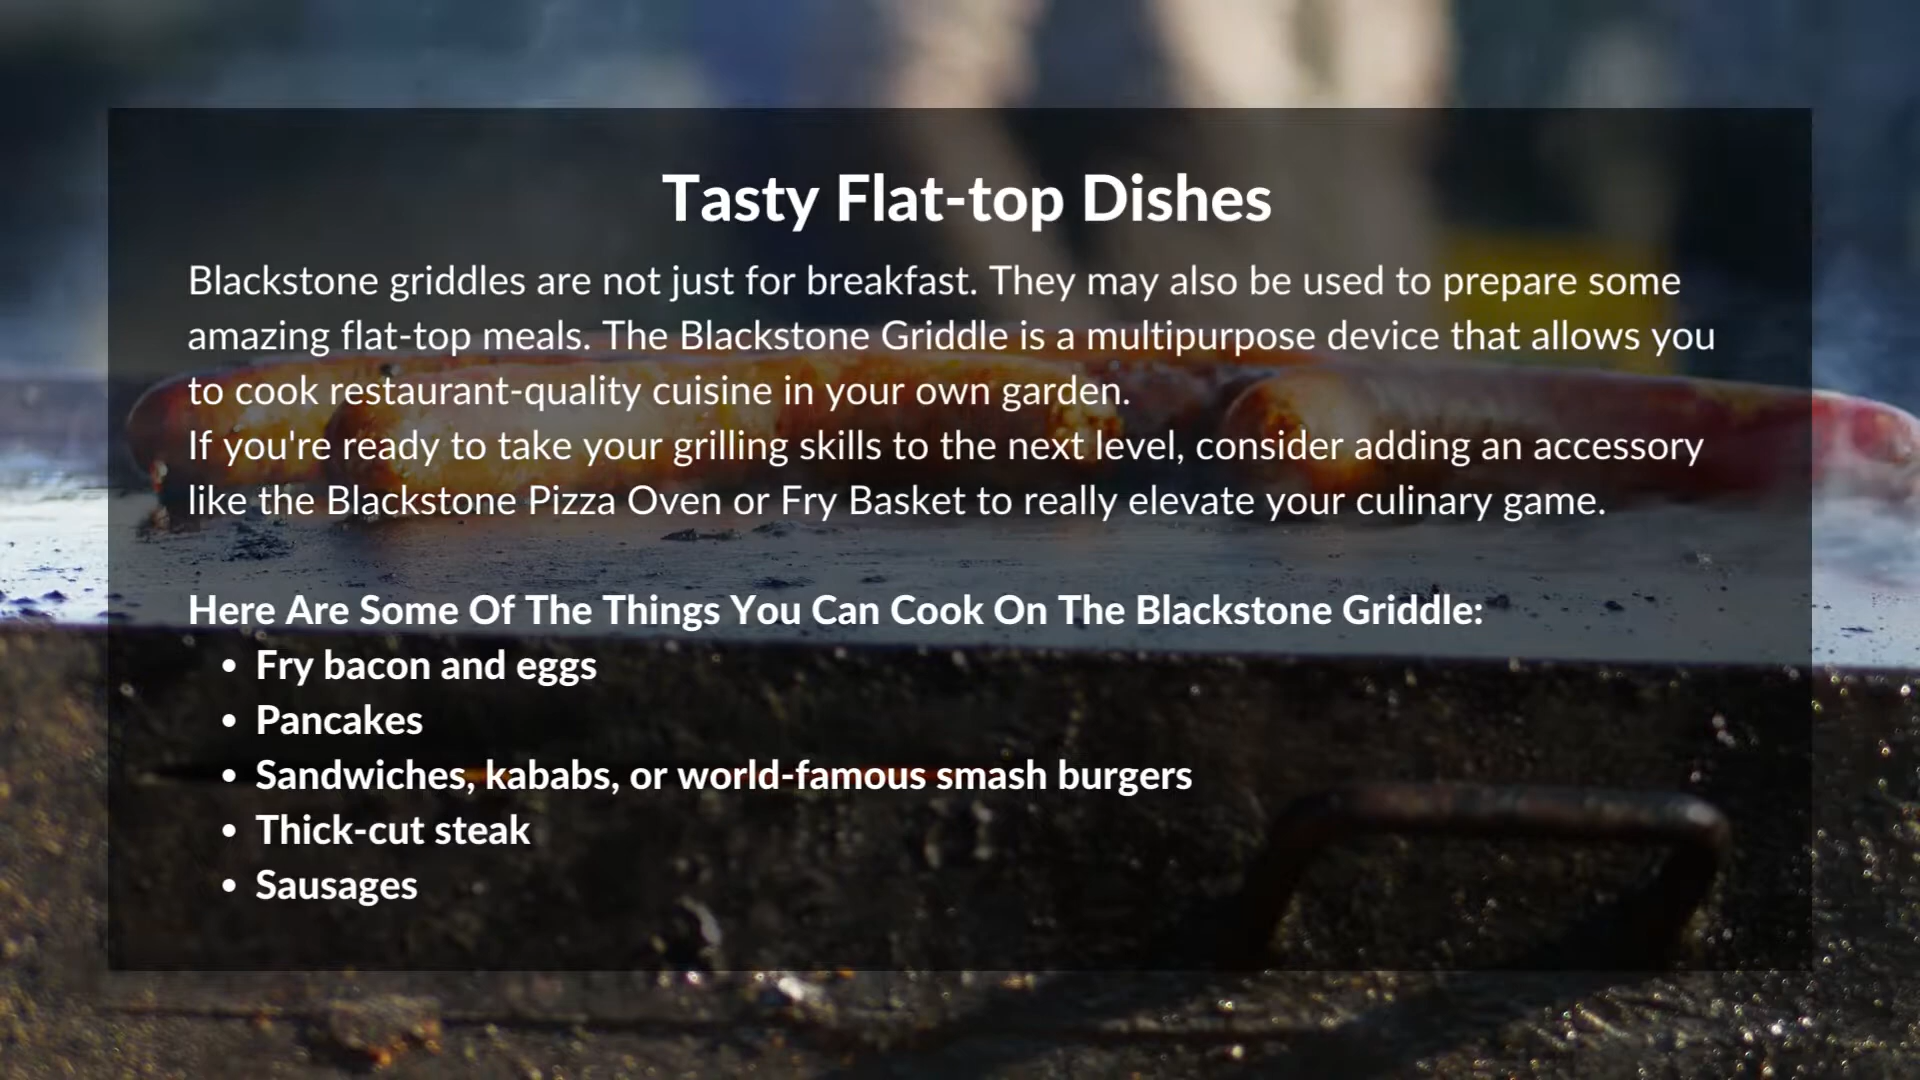 Tasty Flat-top Dishes
Blackstone griddles are not just for breakfast. They may also be used to prepare some
amazing flat-top meals. The Blackstone Griddle is a multipurpose device that allows you
to cook restaurant-quality cuisine in your own garden.
If you're ready to take your grilling skills to the next level, consider adding an accessory
like the Blackstone Pizza Oven or Fry Basket to really elevate your culinary game.
Here Are Some Of The Things You Can Cook On The Blackstone Griddle:
• Fry bacon and eggs
• Pancakes
• Sandwiches, kababs, or world-famous smash burgers
• Thick-cut steak
• Sausages